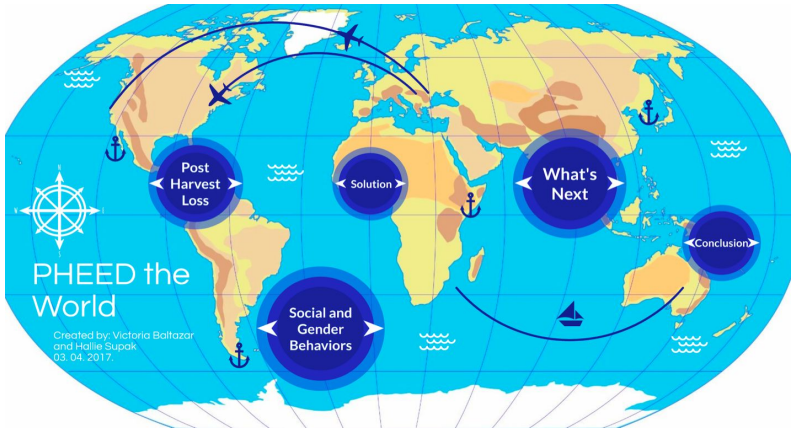 Post
Harvest
Loss
Solution
What's
Next
Conclusion
N
W
E
S
PHEED the
World
Social and
Gender
Behaviors
Created by: Victoria Baltazar
and Hallie Supak
03. 04. 2017.